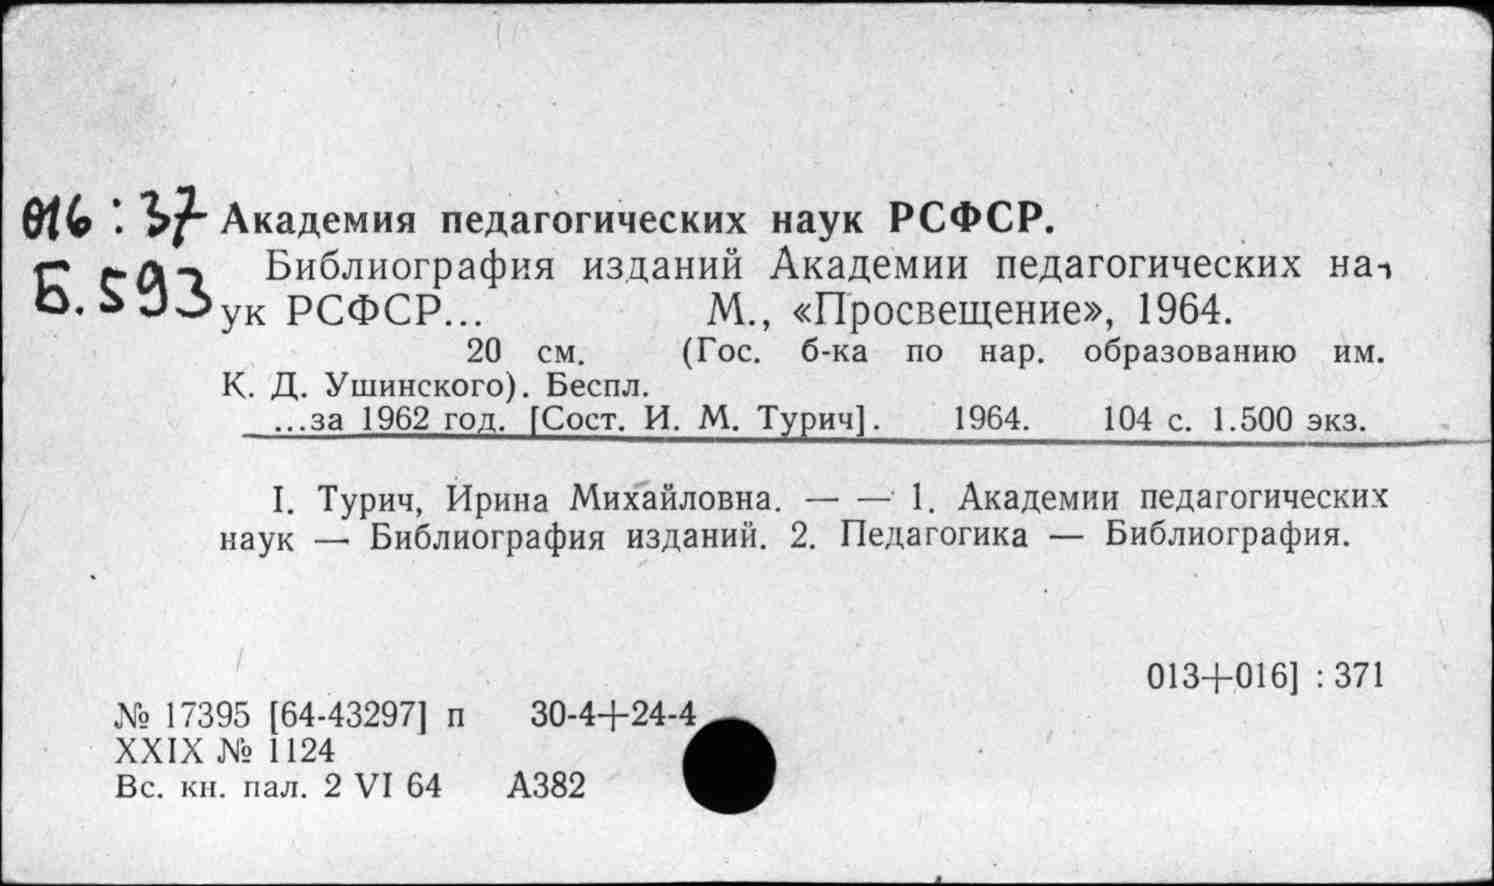 016 : 37 Академия педагогических наук РСФСР.
Б.593 Библиография изданий Академии педагогических на-
ук РСФСР... М., «Просвещение», 1964.
20 см. (Гос. б-ка по нар. образованию им.
К. Д. Ушинского). Беспл.
...за 1962 год. [Сост. И. М. Турич]. 1964. 104 с. 1.500 экз.
I. Турич, Ирина Михайловна. — — 1. Академии педагогических
наук — Библиография изданий. 2. Педагогика — Библиография.
013+016] : 371
№ 17395 [64-43297] п 30-4+24-4
XXIX № 1124
Вс. кн. пал. 2 VI 64 А382